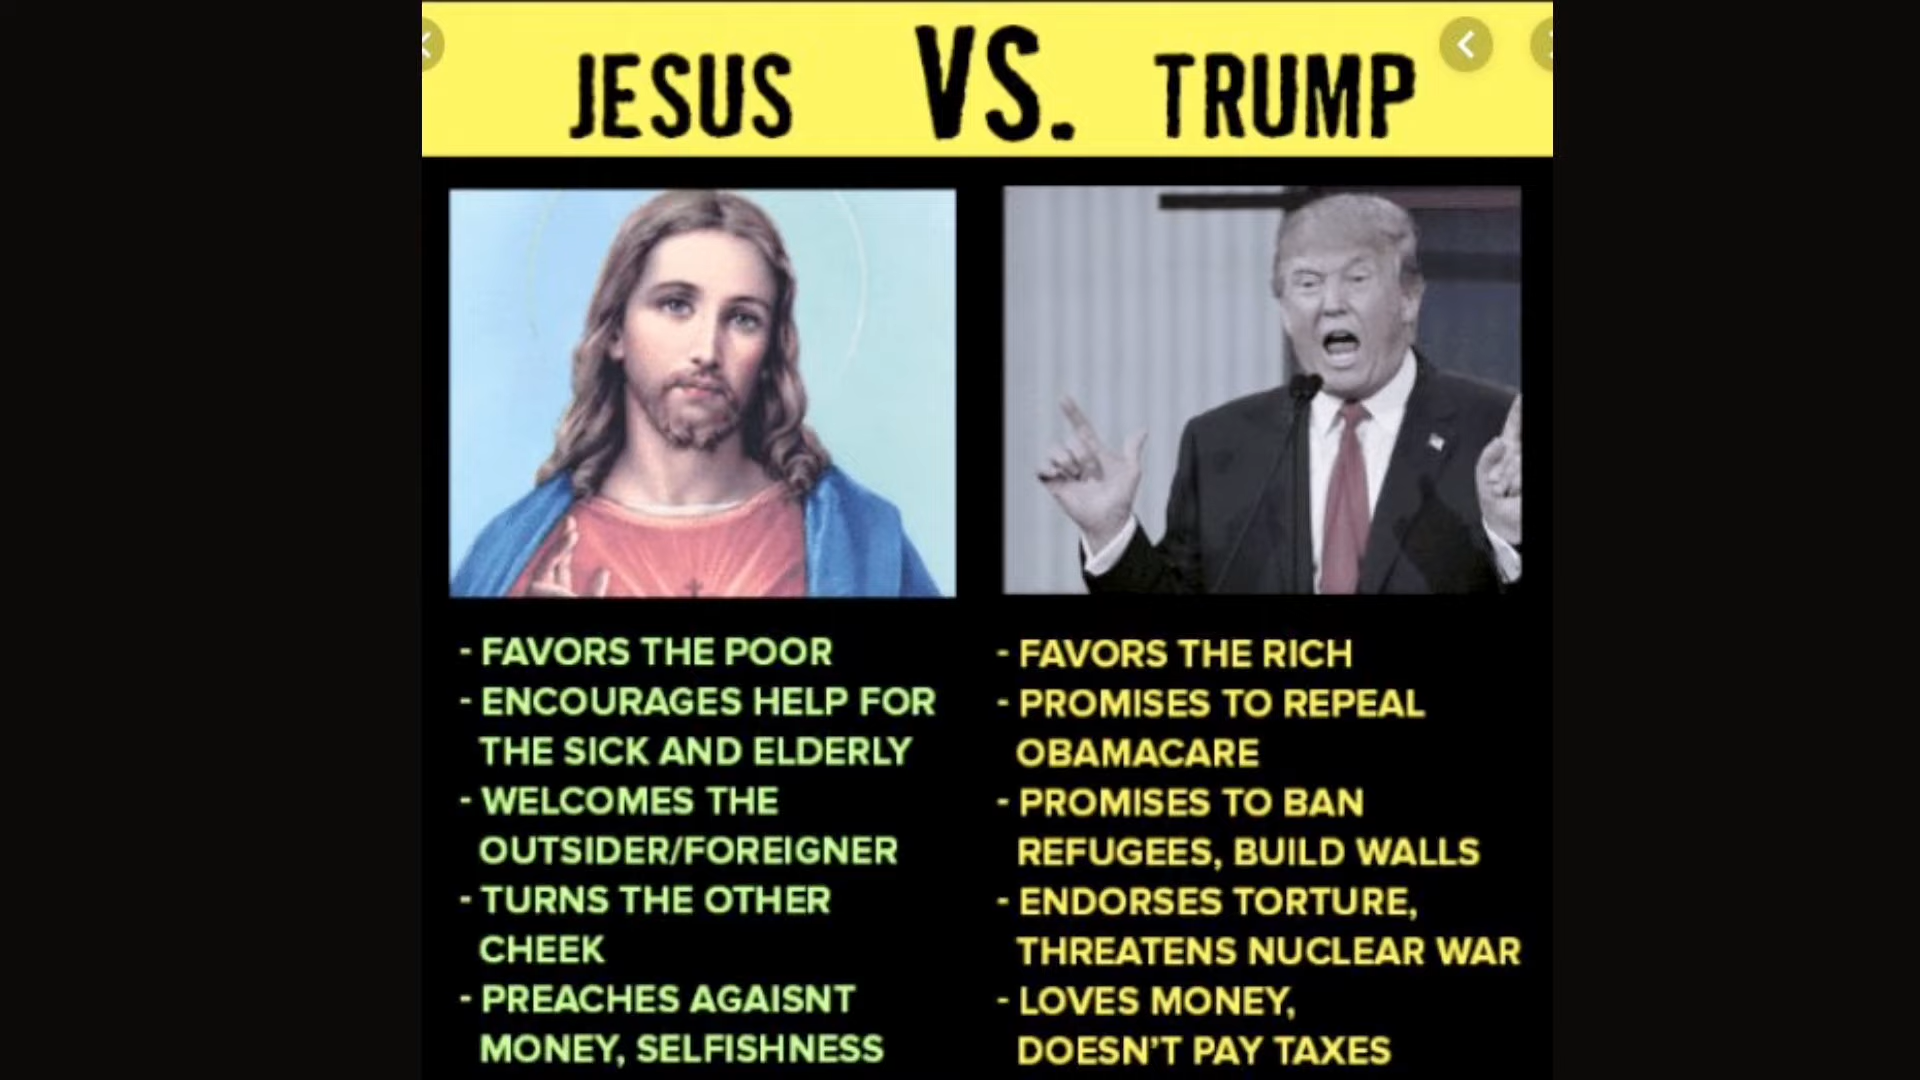 JESUS VS. TRUMP
- FAVORS THE POOR
- ENCOURAGES HELP FOR
THE SICK AND ELDERLY
- WELCOMES THE
OUTSIDER/FOREIGNER
- TURNS THE OTHER
CHEEK
- PREACHES AGAISNT
MONEY, SELFISHNESS
- FAVORS THE RICH
- PROMISES TO REPEAL
OBAMACARE
- PROMISES TO BAN
REFUGEES, BUILD WALLS
- ENDORSES TORTURE,
THREATENS NUCLEAR WAR
- LOVES MONEY,
DOESN'T PAY TAXES